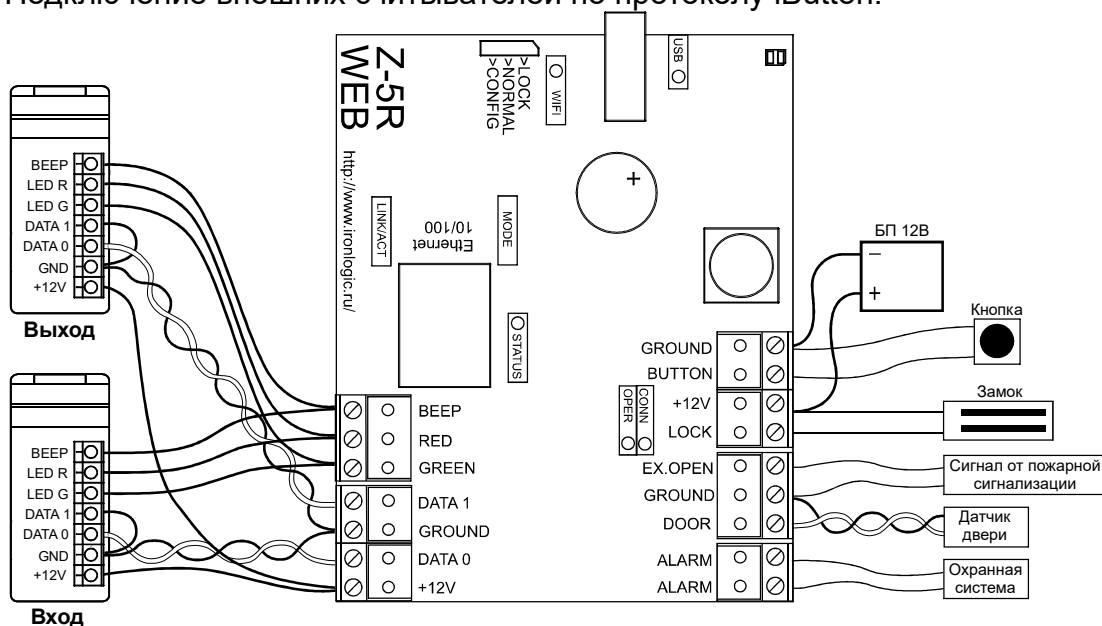 Подключение внешних считывателей по протоколу iButton:
BEEP
LED R
LED G
DATA 1
DATA 0
GND
+12V
Выход
BEEP
LED R
LED G
DATA 1
DATA 0
GND
+12V
Вход
Z-5R
WEB
http://www.ironlogic.ru/
>LOCK
>NORMAL
>CONFIG
WIFI
USB
LINK/ACT
Ethernet
10/100
MODE
STATUS
+
BEEP
RED
GREEN
DATA 1
GROUND
DATA 0
+12V
CONN
OPER
GROUND
BUTTON
+12V
LOCK
EX.OPEN
GROUND
DOOR
ALARM
ALARM
БП 12В
–
+
Кнопка
Замок
Сигнал от пожарной
сигнализации
Датчик
двери
Охранная
система